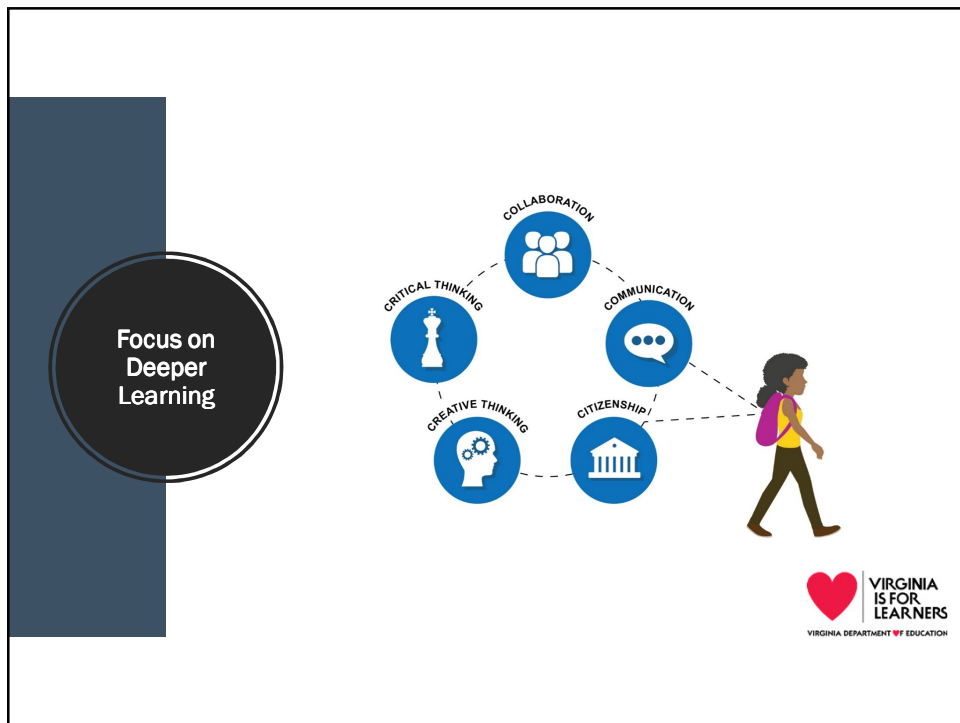 Focus on
Deeper
Learning
COLLABORATION
CRITICAL THINKING
COMMUNICATION
CREATIVE THINKING
CITIZENSHIP
VIRGINIA
IS FOR
LEARNERS
VIRGINIA DEPARTMENT OF EDUCATION